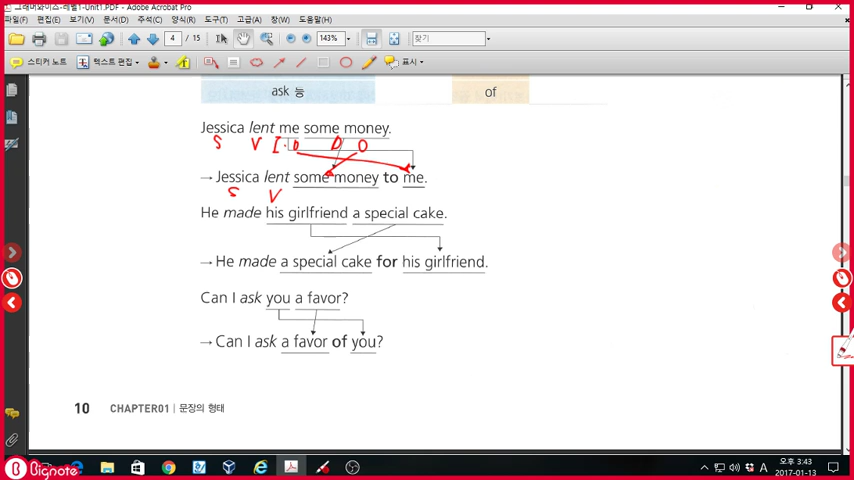 그래머와이즈-레벨1-Unit1.PDF - Adobe Acrobat Pro
파일(F) 편집(E) 보기(V) 문서(D) 주석(C) 양식(R) 도구(T) 고급(A) 창(W) 도움말(H)
4 / 15 143% 찾기
스티커 노트 텍스트 편집 표시
ask 등 of
Jessica lent me some money.
S V I.O D O
→ Jessica lent some money to me.
S V
He made his girlfriend a special cake.
→ He made a special cake for his girlfriend.
Can I ask you a favor?
→ Can I ask a favor of you?
10 CHAPTER01 | 문장의 형태
Bignote
A 오후 3:43
2017-01-13